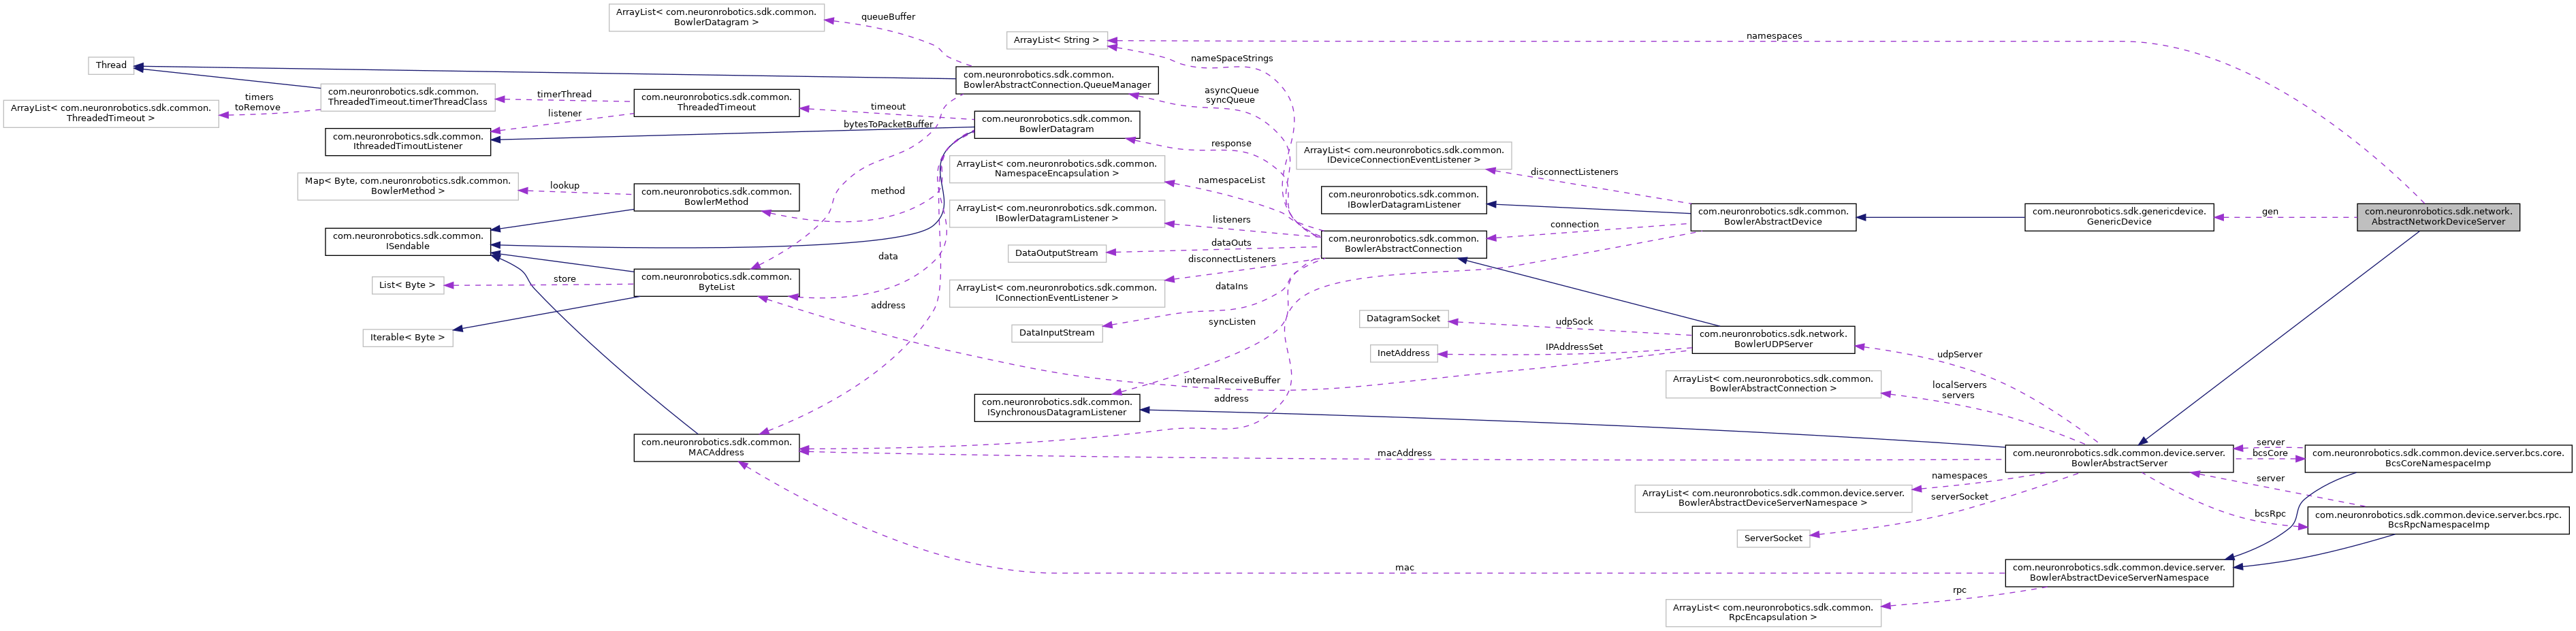 ArrayList< com.neuronrobotics.sdk.common.
BowlerDatagram >
queueBuffer
ArrayList< String >
namespaces
nameSpaceStrings
Thread
com.neuronrobotics.sdk.common.
BowlerAbstractConnection.QueueManager
com.neuronrobotics.sdk.common.
ThreadedTimeout.timerThreadClass
timerThread
com.neuronrobotics.sdk.common.
ThreadedTimeout
asyncQueue
syncQueue
timers
toRemove
ArrayList< com.neuronrobotics.sdk.common.
ThreadedTimeout >
listener
timeout
com.neuronrobotics.sdk.common.
BowlerDatagram
bytesToPacketBuffer
com.neuronrobotics.sdk.common.
IthreadedTimoutListener
response
ArrayList< com.neuronrobotics.sdk.common.
NamespaceEncapsulation >
ArrayList< com.neuronrobotics.sdk.common.
IDeviceConnectionEventListener >
disconnectListeners
Map< Byte, com.neuronrobotics.sdk.common.
BowlerMethod >
lookup
com.neuronrobotics.sdk.common.
BowlerMethod
method
namespaceList
com.neuronrobotics.sdk.common.
IBowlerDatagramListener
ArrayList< com.neuronrobotics.sdk.common.
IBowlerDatagramListener >
listeners
com.neuronrobotics.sdk.common.
BowlerAbstractDevice
connection
com.neuronrobotics.sdk.genericdevice.
GenericDevice
gen
com.neuronrobotics.sdk.network.
AbstractNetworkDeviceServer
com.neuronrobotics.sdk.common.
ISendable
com.neuronrobotics.sdk.common.
BowlerAbstractConnection
dataOuts
DataOutputStream
data
disconnectListeners
List< Byte >
store
com.neuronrobotics.sdk.common.
ByteList
ArrayList< com.neuronrobotics.sdk.common.
IConnectionEventListener >
dataIns
address
DataInputStream
syncListen
Iterable< Byte >
DatagramSocket
udpSock
com.neuronrobotics.sdk.network.
BowlerUDPServer
InetAddress
IPAddressSet
udpServer
internalReceiveBuffer
ArrayList< com.neuronrobotics.sdk.common.
BowlerAbstractConnection >
localServers
servers
address
com.neuronrobotics.sdk.common.
ISynchronousDatagramListener
com.neuronrobotics.sdk.common.
MACAddress
macAddress
com.neuronrobotics.sdk.common.device.server.
BowlerAbstractServer
server
bcsCore
com.neuronrobotics.sdk.common.device.server.bcs.core.
BcsCoreNamespaceImp
namespaces
server
ArrayList< com.neuronrobotics.sdk.common.device.server.
BowlerAbstractDeviceServerNamespace >
serverSocket
bcsRpc
com.neuronrobotics.sdk.common.device.server.bcs.rpc.
BcsRpcNamespaceImp
ServerSocket
mac
com.neuronrobotics.sdk.common.device.server.
BowlerAbstractDeviceServerNamespace
rpc
ArrayList< com.neuronrobotics.sdk.common.
RpcEncapsulation >